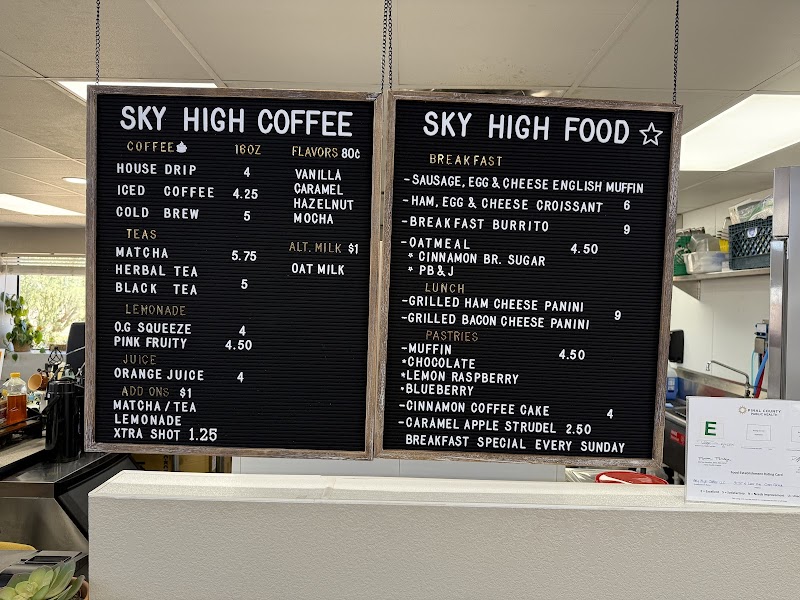 SKY HIGH COFFEE
COFFEE 16OZ FLAVORS 80¢
HOUSE DRIP 4
VANILLA
ICED COFFEE 4.25
CARAMEL
HAZELNUT
COLD BREW 5
MOCHA
TEAS
MATCHA 5.75
ALT. MILK $1
HERBAL TEA
OAT MILK
BLACK TEA 5
LEMONADE
O.G SQUEEZE 4
PINK FRUITY 4.50
JUICE
ORANGE JUICE 4
ADD ONS $1
MATCHA/TEA
LEMONADE
XTRA SHOT 1.25
SKY HIGH FOOD ☆
BREAKFAST
-SAUSAGE, EGG & CHEESE ENGLISH MUFFIN
-HAM, EGG & CHEESE CROISSANT 6
-BREAKFAST BURRITO 9
-OATMEAL 4.50
* CINNAMON BR. SUGAR
* PB&J
LUNCH
-GRILLED HAM CHEESE PANINI
-GRILLED BACON CHEESE PANINI 9
PASTRIES
-MUFFIN 4.50
*CHOCOLATE
*LEMON RASPBERRY
*BLUEBERRY
-CINNAMON COFFEE CAKE 4
-CARAMEL APPLE STRUDEL 2.50
BREAKFAST SPECIAL EVERY SUNDAY
PINAL COUNTY
PUBLIC HEALTH
E